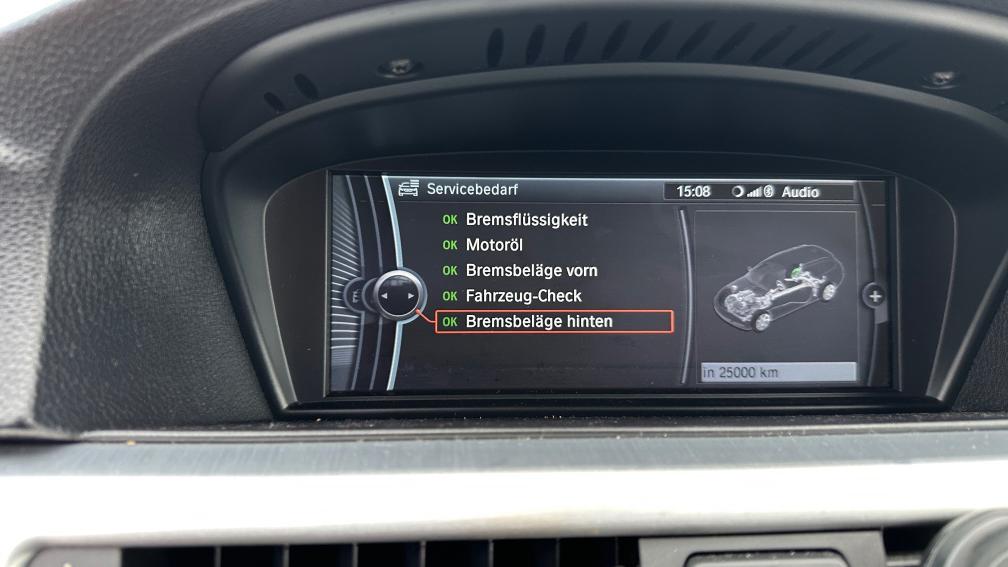 Servicebedarf
15:08 Audio
OK Bremsflüssigkeit
OK Motoröl
OK Bremsbeläge vorn
OK Fahrzeug-Check
OK Bremsbeläge hinten
in 25000 km